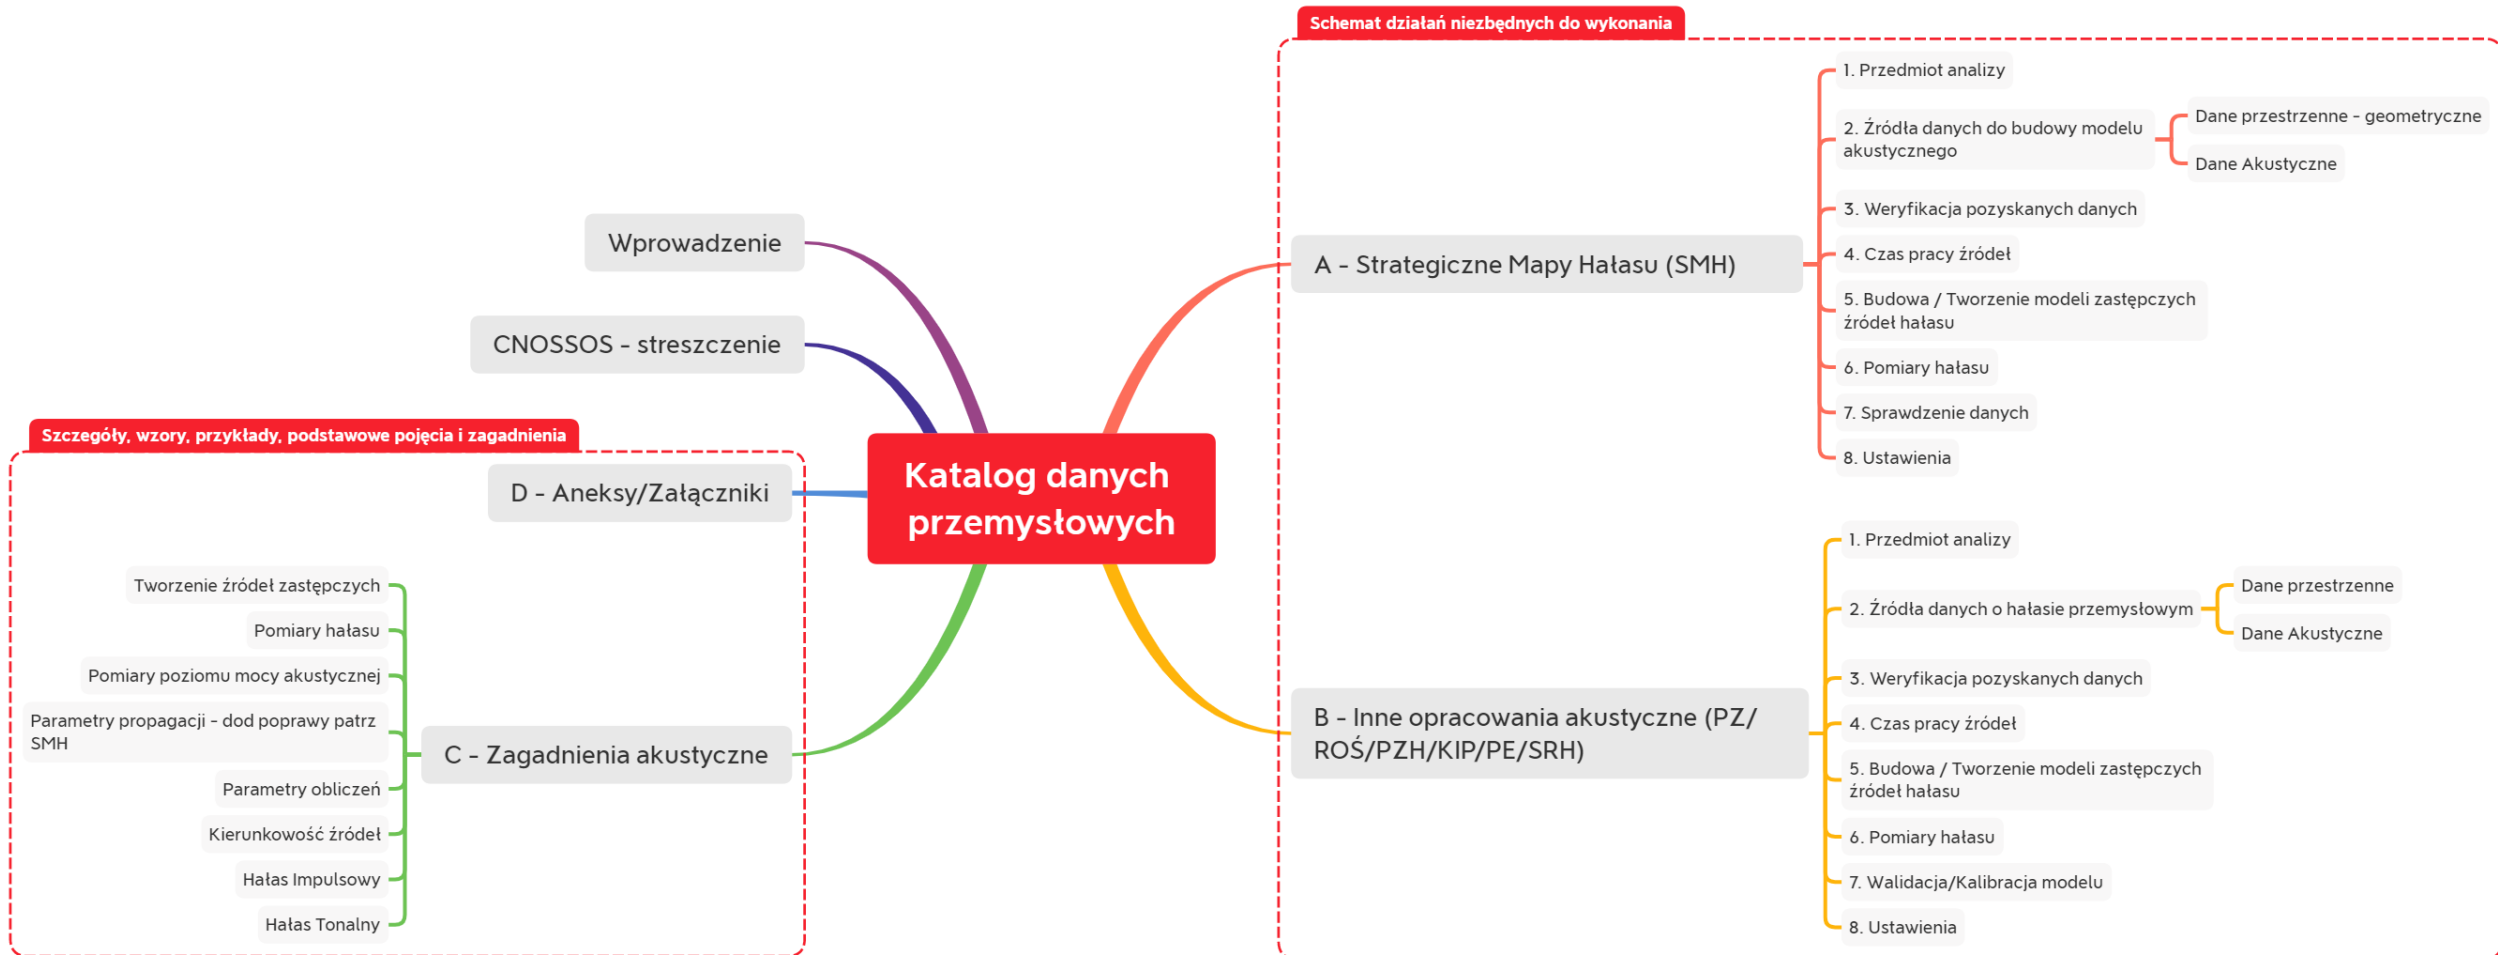 Schemat działań niezbędnych do wykonania
1. Przedmiot analizy
2. Źródła danych do budowy modelu
akustycznego
Dane przestrzenne - geometryczne
Dane Akustyczne
3. Weryfikacja pozyskanych danych
4. Czas pracy źródeł
5. Budowa / Tworzenie modeli zastępczych
źródeł hałasu
6. Pomiary hałasu
7. Sprawdzenie danych
8. Ustawienia
A - Strategiczne Mapy Hałasu (SMH)
Wprowadzenie
CNOSSOS - streszczenie
Szczegóły, wzory, przykłady, podstawowe pojęcia i zagadnienia
D - Aneksy/Załączniki
Katalog danych
przemysłowych
Tworzenie źródeł zastępczych
Pomiary hałasu
Pomiary poziomu mocy akustycznej
Parametry propagacji - dod poprawy patrz
SMH
Parametry obliczeń
Kierunkowość źródeł
Hałas Impulsowy
Hałas Tonalny
C - Zagadnienia akustyczne
B - Inne opracowania akustyczne (PZ/
ROŚ/PZH/KIP/PE/SRH)
1. Przedmiot analizy
2. Źródła danych o hałasie przemysłowym
Dane przestrzenne
Dane Akustyczne
3. Weryfikacja pozyskanych danych
4. Czas pracy źródeł
5. Budowa / Tworzenie modeli zastępczych
źródeł hałasu
6. Pomiary hałasu
7. Walidacja/Kalibracja modelu
8. Ustawienia